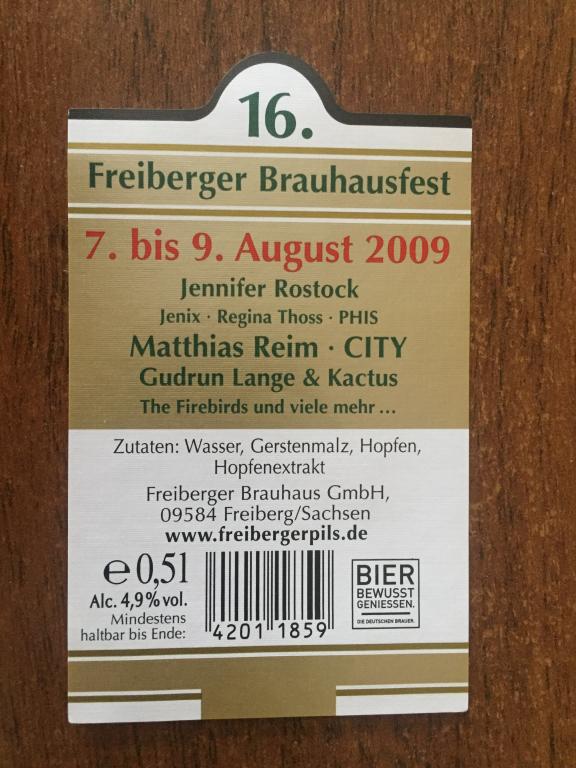 16.
Freiberger Brauhausfest
7. bis 9. August 2009
Jennifer Rostock
Jenix · Regina Thoss · PHIS
Matthias Reim · CITY
Gudrun Lange & Kactus
The Firebirds und viele mehr ...
Zutaten: Wasser, Gerstenmalz, Hopfen,
Hopfenextrakt
Freiberger Brauhaus GmbH,
09584 Freiberg/Sachsen
www.freibergerpils.de
℮ 0,5l
Alc. 4,9 % vol.
Mindestens
haltbar bis Ende:
4201 1859
BIER
BEWUSST
GENIESSEN.
DIE DEUTSCHEN BRAUER.